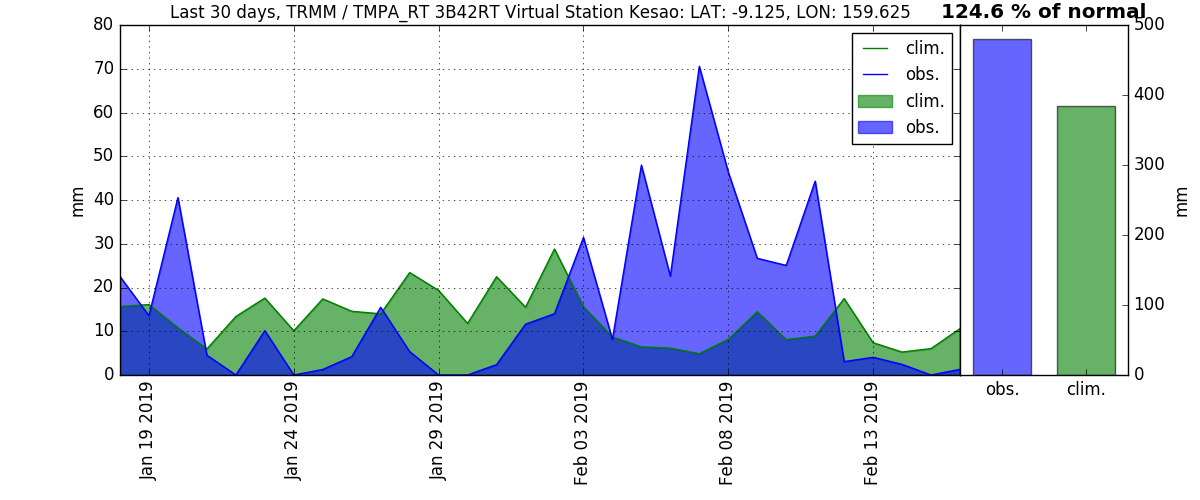 Last 30 days, TRMM / TMPA_RT 3B42RT Virtual Station Kesao: LAT: -9.125, LON: 159.625
124.6 % of normal
80
70
60
50
40
30
20
10
0
mm
clim.
obs.
clim.
obs.
Jan 19 2019
Jan 24 2019
Jan 29 2019
Feb 03 2019
Feb 08 2019
Feb 13 2019
500
400
300
200
100
0
mm
obs.
clim.